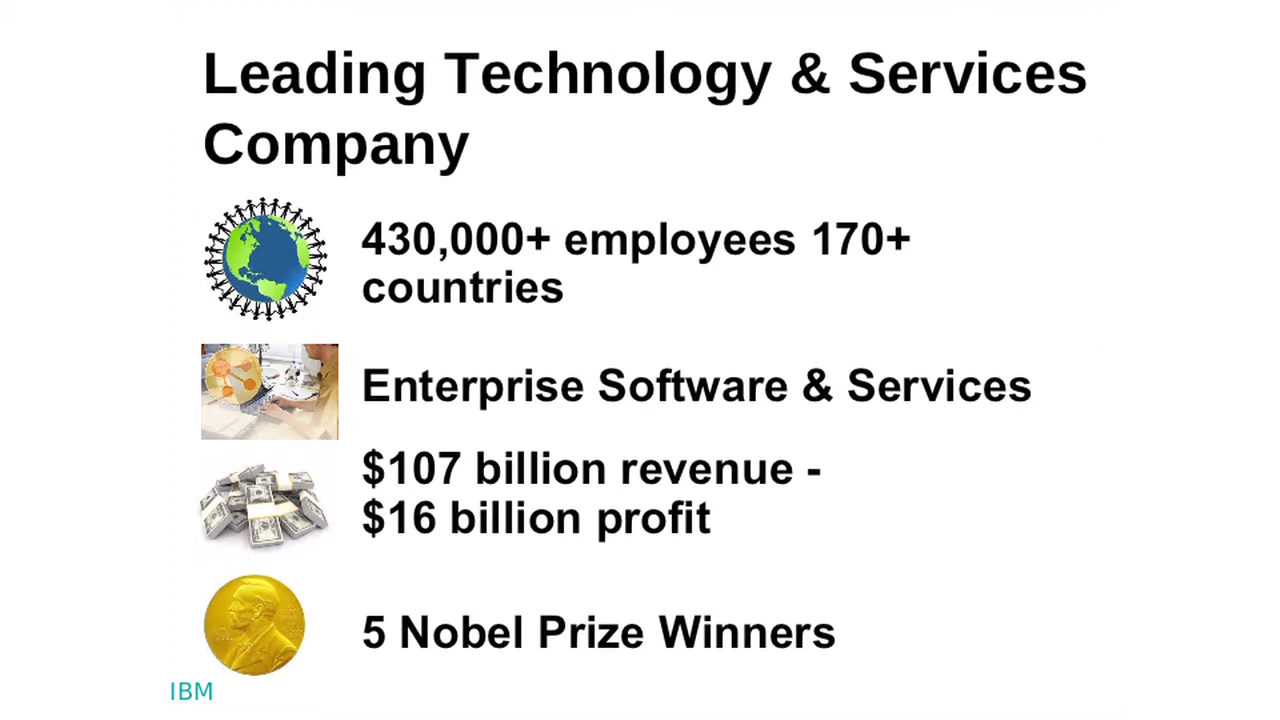 Leading Technology & Services
Company
430,000+ employees 170+
countries
Enterprise Software & Services
$107 billion revenue -
$16 billion profit
5 Nobel Prize Winners
IBM